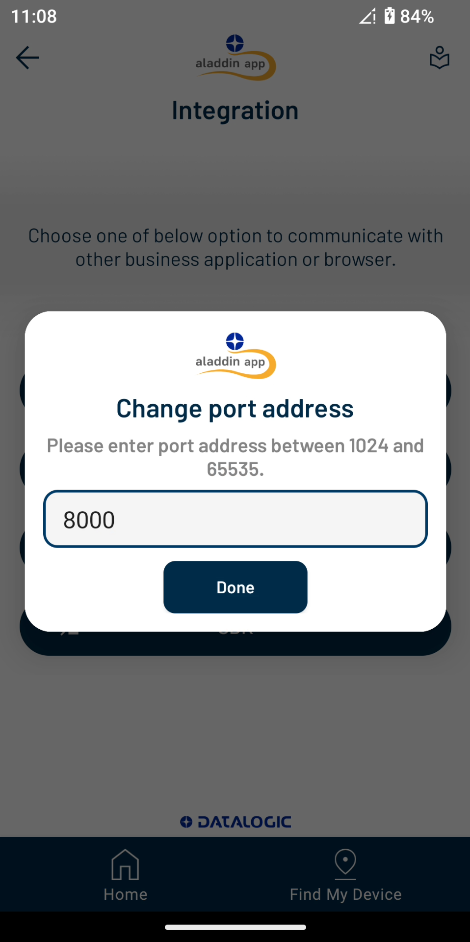 11:08
84%
aladdin app
Integration
Choose one of below option to communicate with
other business application or browser.
aladdin app
Change port address
Please enter port address between 1024 and
65535.
8000
Done
DATALOGIC
Home
Find My Device